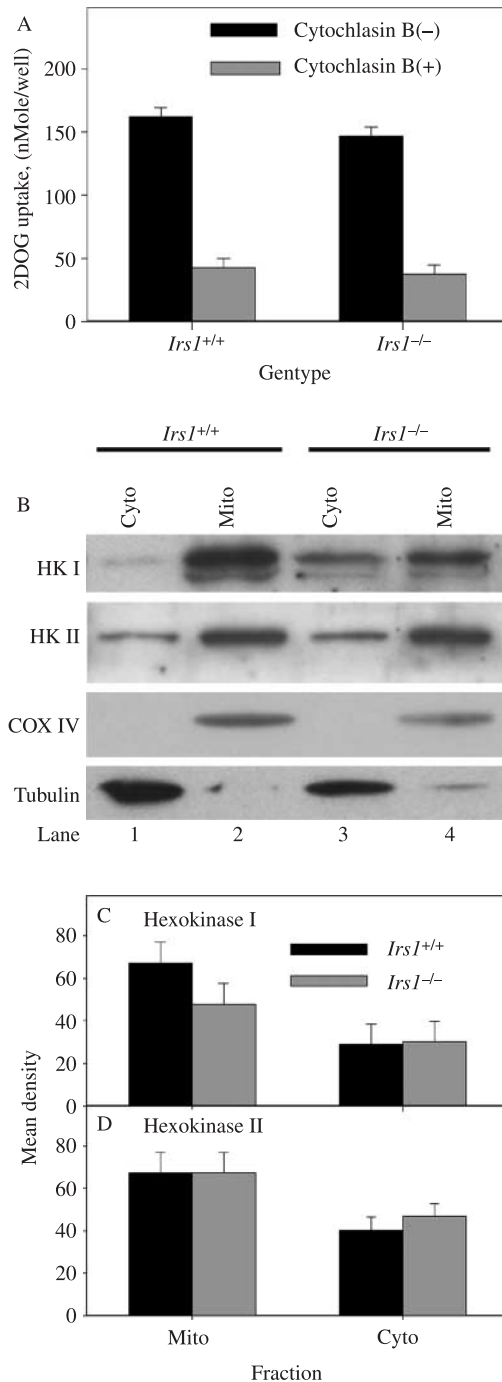 A
Cytochlasin B(−)
Cytochlasin B(+)
200
150
100
50
0
2DOG uptake, (nMole/well)
Irs1+/+
Irs1−/−
Gentype
Irs1+/+
Irs1−/−
B
Cyto
Mito
Cyto
Mito
HK I
HK II
COX IV
Tubulin
Lane
1
2
3
4
C
Hexokinase I
Irs1+/+
Irs1−/−
80
60
40
20
0
Mean density
D
Hexokinase II
80
60
40
20
0
Mito
Cyto
Fraction